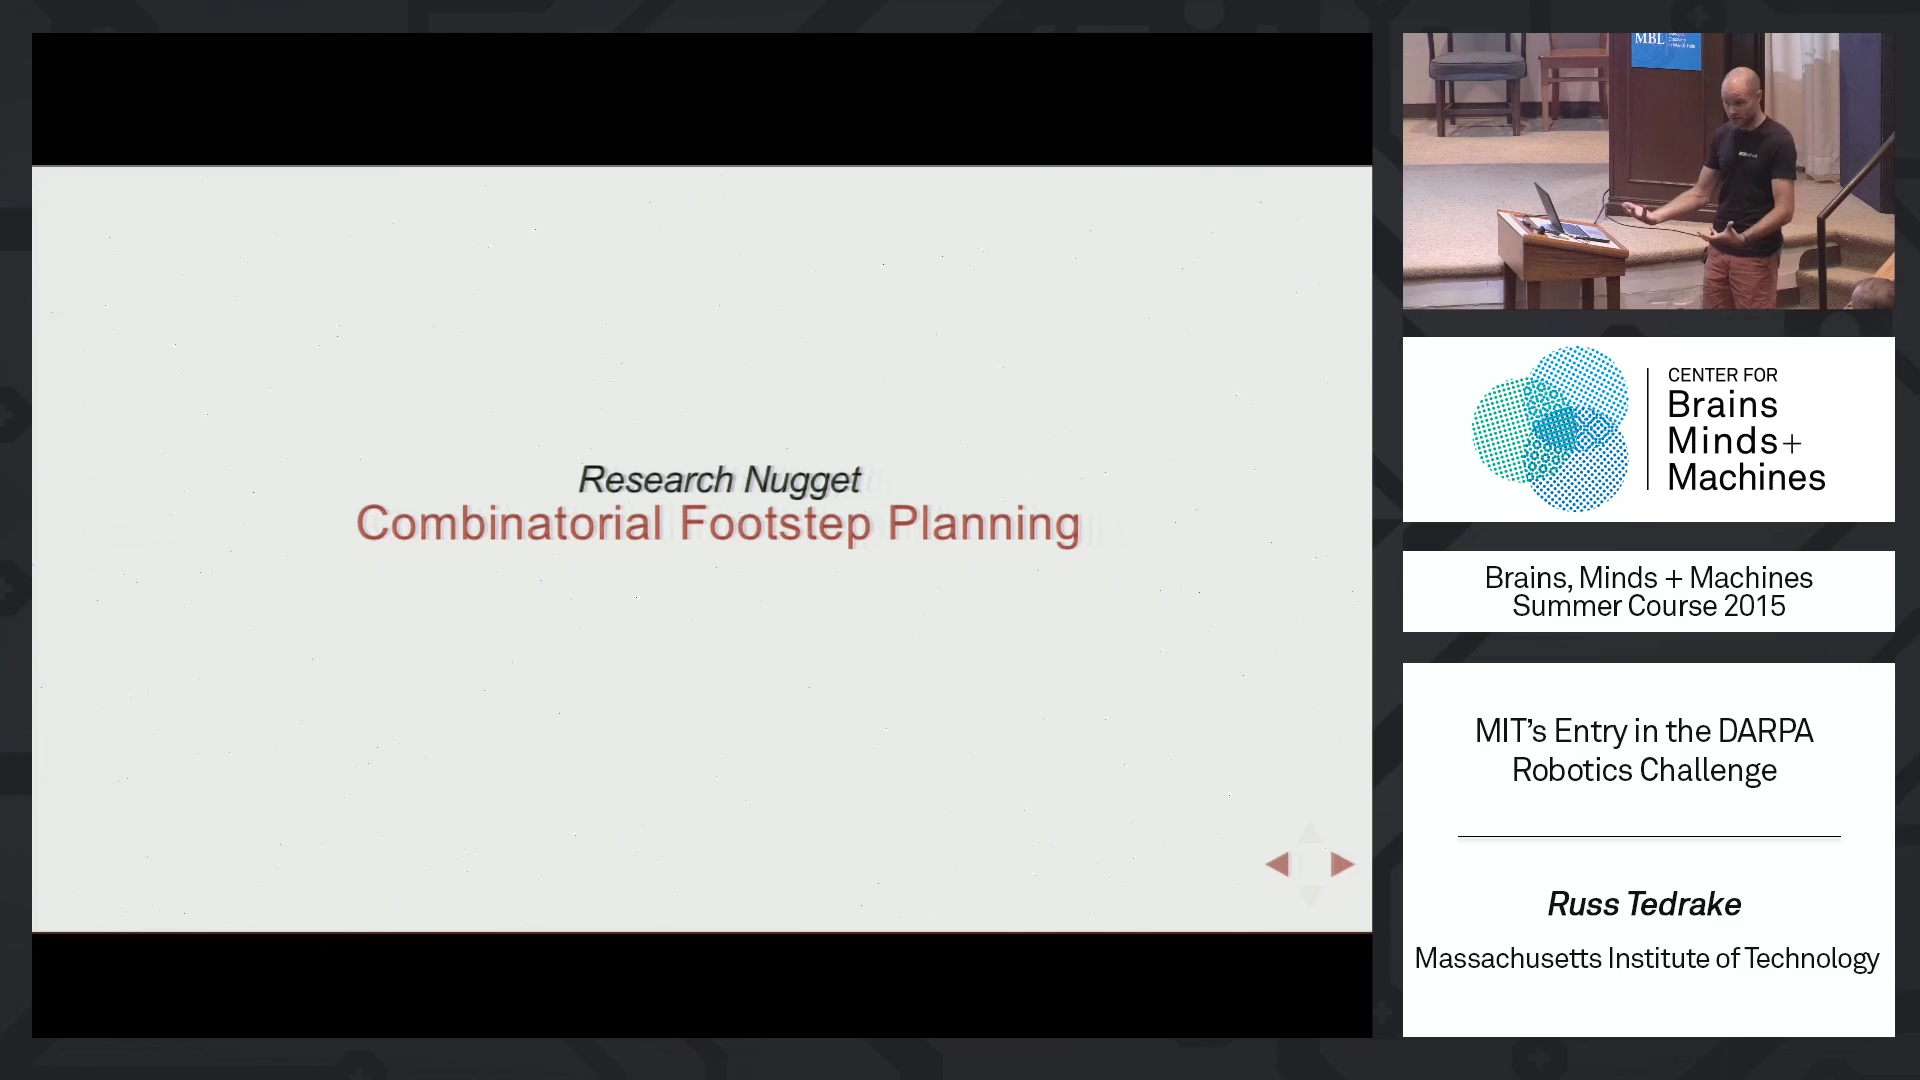 Research Nugget
Combinatorial Footstep Planning
MBL
CENTER FOR
Brains
Minds+
Machines
Brains, Minds + Machines
Summer Course 2015
MIT's Entry in the DARPA
Robotics Challenge
Russ Tedrake
Massachusetts Institute of Technology